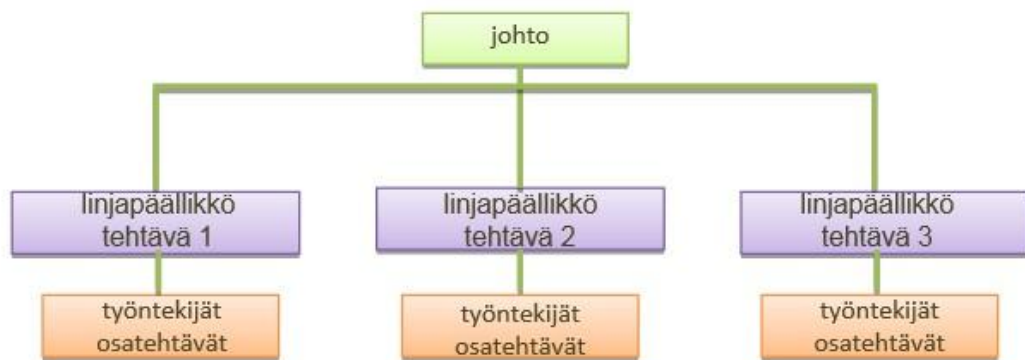 johto
linjapäällikkö
tehtävä 1
linjapäällikkö
tehtävä 2
linjapäällikkö
tehtävä 3
työntekijät
osatehtävät
työntekijät
osatehtävät
työntekijät
osatehtävät